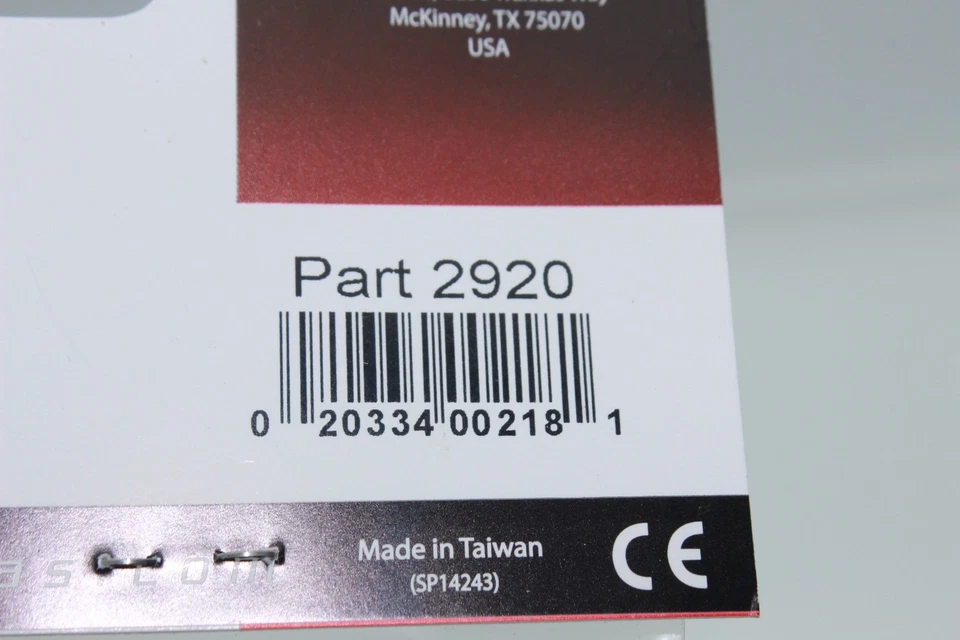 McKinney, TX 75070
USA
Part 2920
0 20334 00218 1
Made in Taiwan
(SP14243)
CE